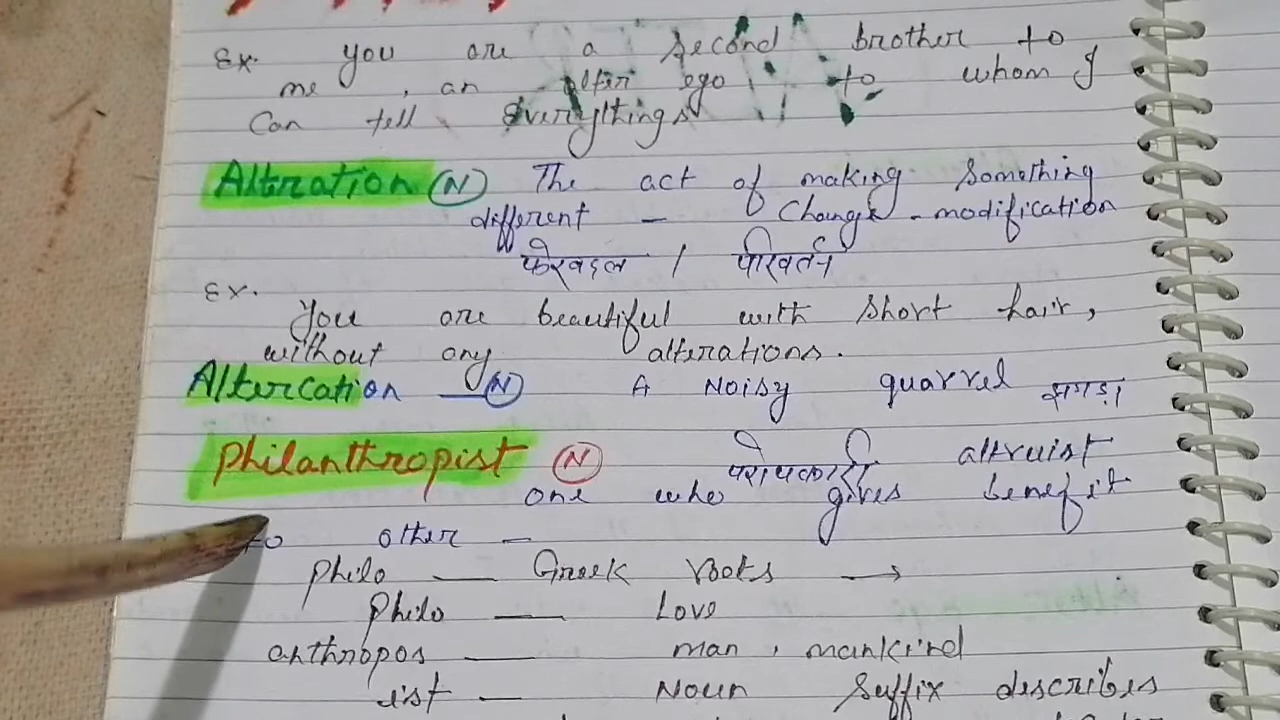 Ex. you are a second brother to
me, an alter ego to whom I
Can tell Everythings
Alteration (N) The act of making something
different - Change - modification
फेरबदल / परिवर्तन
Ex.
You are beautiful with short hair,
without any alterations.
Altercation — (N) A Noisy quarrel झगड़ा
Philanthropist (N) परोपकारी altruist
one who gives benefit
to other -
Philo — Greek roots →
Philo — Love
anthropos — man, mankind
ist — Noun suffix describes